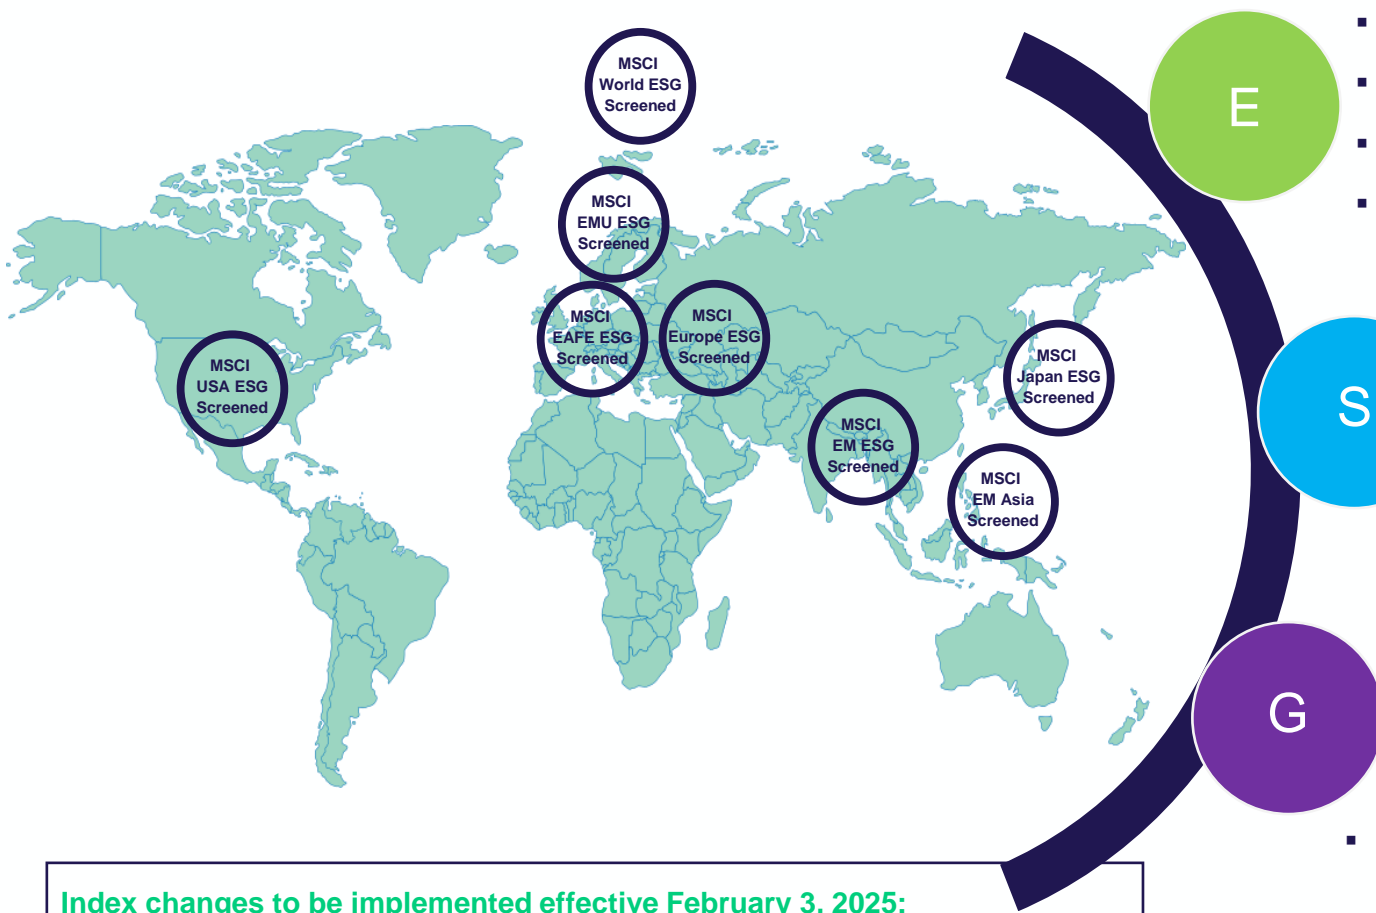 MSCI
World ESG
Screened
MSCI
EMU ESG
Screened
MSCI
EAFE ESG
Screened
MSCI
Europe ESG
Screened
MSCI
USA ESG
Screened
MSCI
Japan ESG
Screened
MSCI
EM ESG
Screened
MSCI
EM Asia
Screened
E
S
G
Index changes to be implemented effective February 3, 2025: